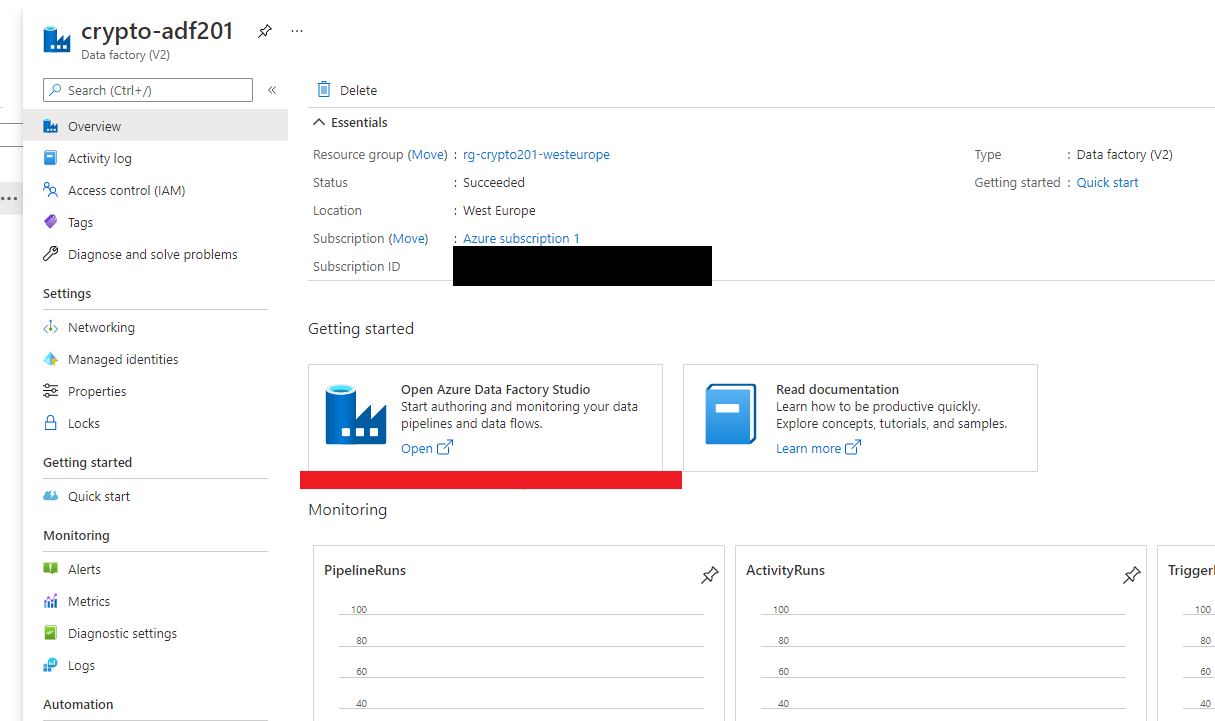 crypto-adf201
Data factory (V2)
Search (Ctrl+/)
«
Overview
Activity log
Access control (IAM)
Tags
Diagnose and solve problems
Settings
Networking
Managed identities
Properties
Locks
Getting started
Quick start
Monitoring
Alerts
Metrics
Diagnostic settings
Logs
Automation
Delete
Essentials
Resource group (Move) : rg-crypto201-westeurope
Status : Succeeded
Location : West Europe
Subscription (Move) : Azure subscription 1
Subscription ID
Type : Data factory (V2)
Getting started : Quick start
Getting started
Open Azure Data Factory Studio
Start authoring and monitoring your data
pipelines and data flows.
Open
Read documentation
Learn how to be productive quickly.
Explore concepts, tutorials, and samples.
Learn more
Monitoring
PipelineRuns
100
80
60
40
ActivityRuns
100
80
60
40
100
80
60
40